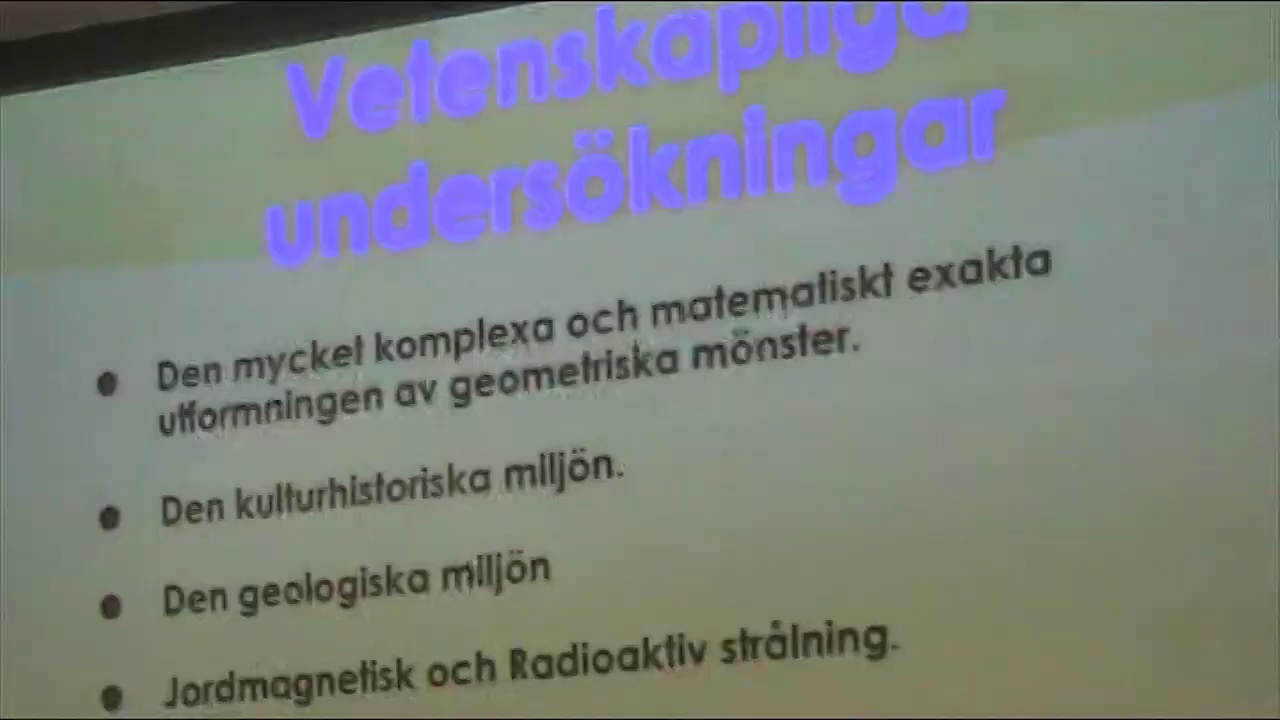 Vetenskapliga
undersökningar
● Den mycket komplexa och matematiskt exakta
utformningen av geometriska mönster.
● Den kulturhistoriska miljön.
● Den geologiska miljön
● Jordmagnetisk och Radioaktiv strålning.